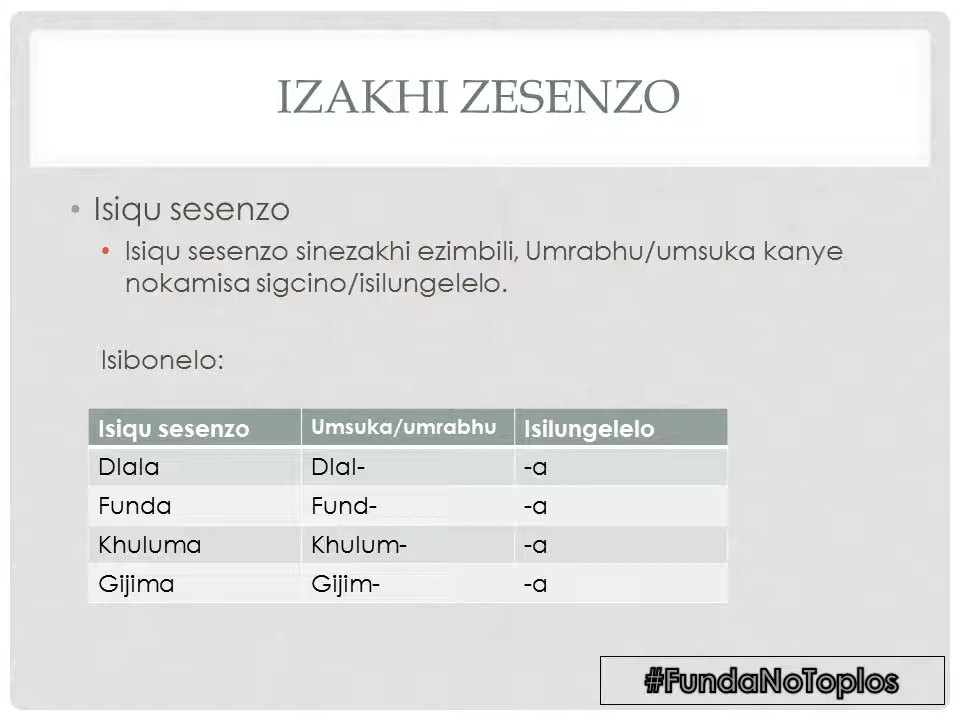 IZAKHI ZESENZO
• Isiqu sesenzo
• Isiqu sesenzo sinezakhi ezimbili, Umrabhu/umsuka kanye
nokamisa sigcino/isilungelelo.
Isibonelo:
Isiqu sesenzo Umsuka/umrabhu Isilungelelo
Dlala Dlal- -a
Funda Fund- -a
Khuluma Khulum- -a
Gijima Gijim- -a
#FundaNoToplos